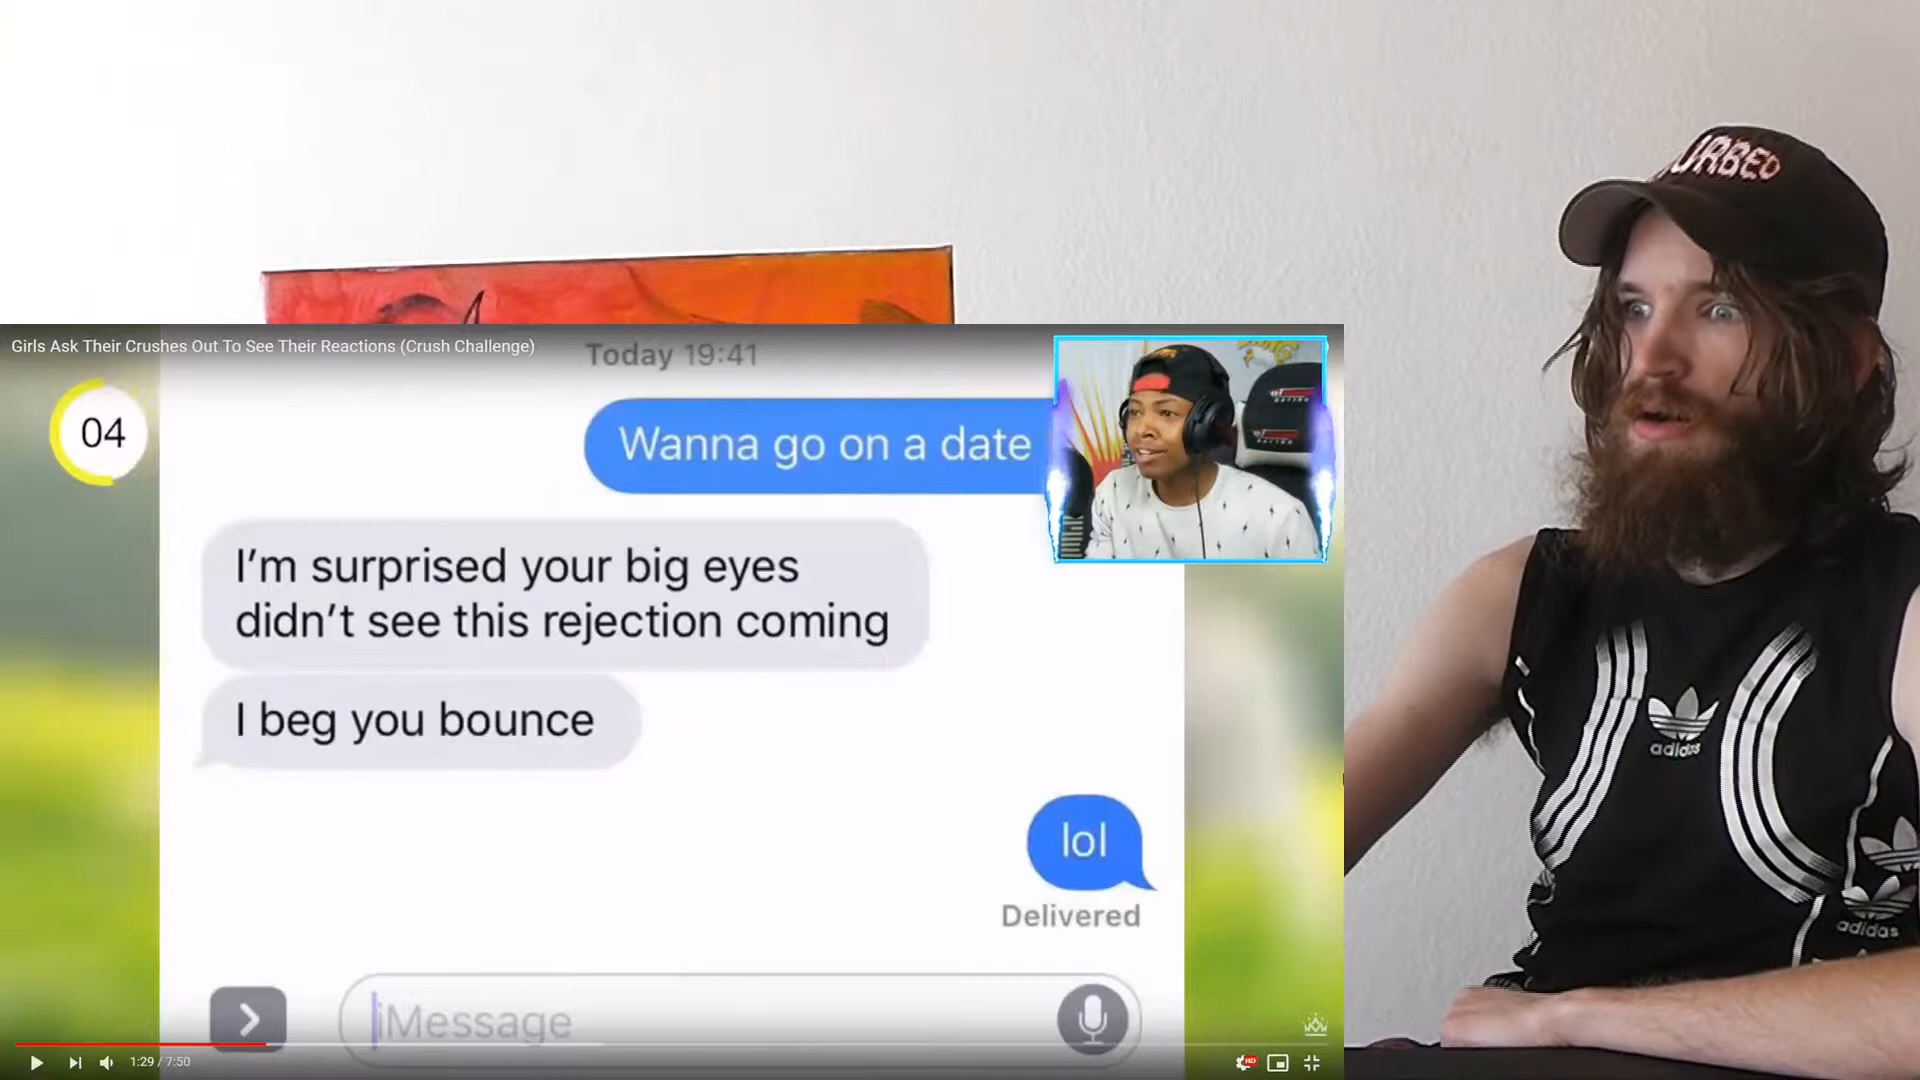 URBED
Girls Ask Their Crushes Out To See Their Reactions (Crush Challenge)
Today 19:41
04
Wanna go on a date
I'm surprised your big eyes
didn't see this rejection coming
I beg you bounce
lol
Delivered
iMessage
1:29 / 7:50
HD
adidas
adidas